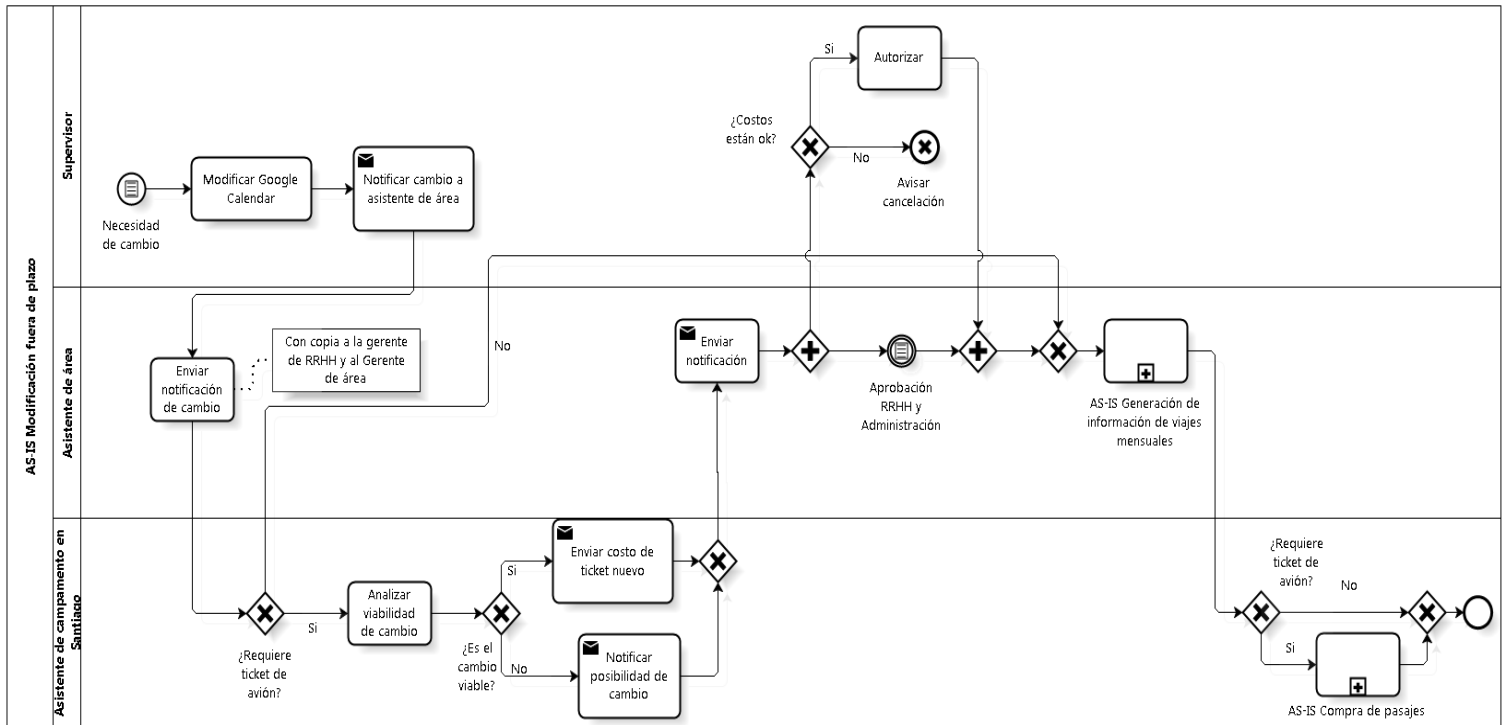 AS-IS Modificación fuera de plazo
Supervisor
Necesidad
de cambio
Modificar Google
Calendar
Notificar cambo a
asistente de área
¿Costos
están ok?
Si
Autorizar
No
Avisar
cancelación
Asistente de área
Enviar
notificación
de cambio
Con copia a la gerente
de RRHH y al Gerente
de área
No
Enviar
notificación
Aprobación
RRHH y
Administración
AS-IS Generación de
información de viajes
mensuales
Asistente de campamento en
Santiago
¿Requiere
ticket de
avión?
Si
Analizar
viabilidad
de cambio
¿Es el
cambio
viable?
Si
Enviar costo de
ticket nuevo
No
Notificar
posibilidad de
cambio
¿Requiere
ticket de
avión?
No
Si
AS-IS Compra de pasajes